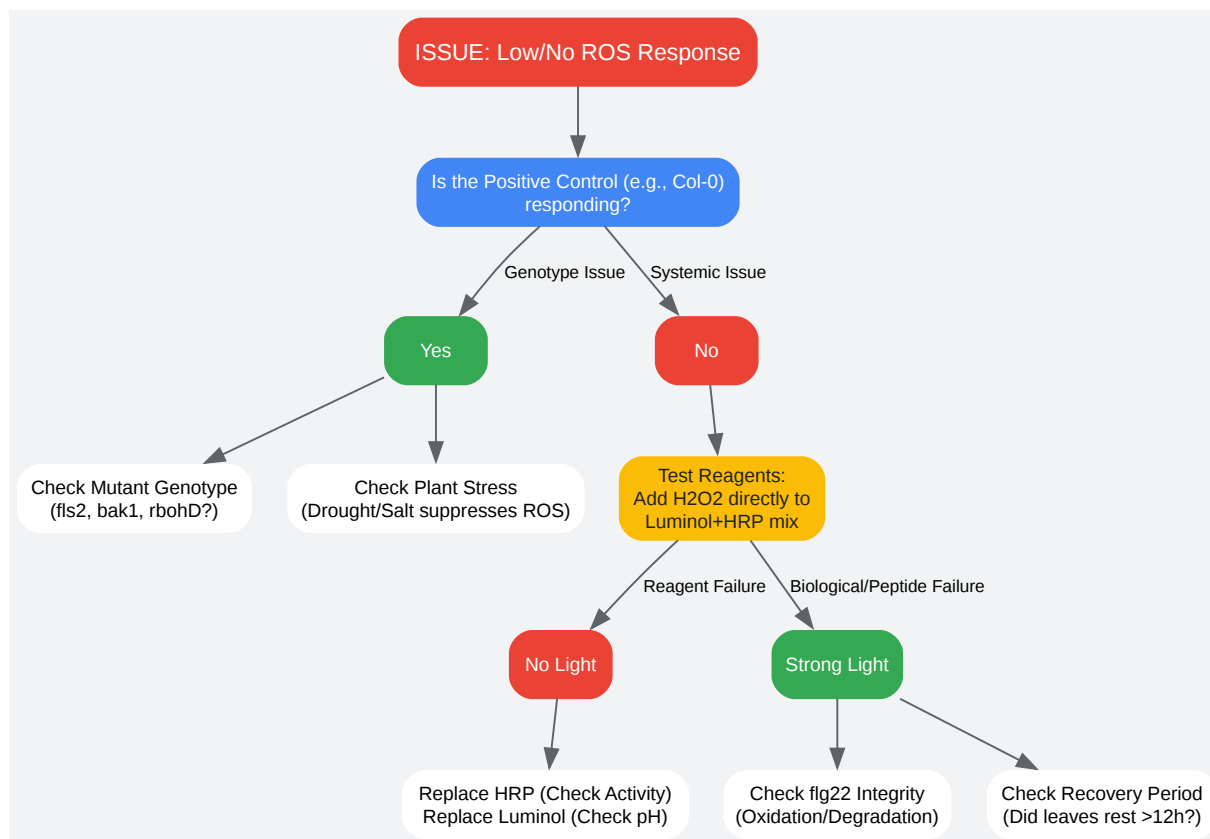 ISSUE: Low/No ROS Response
Is the Positive Control (e.g., Col-0)
responding?
Genotype Issue
Systemic Issue
Yes
No
Check Mutant Genotype
(fls2, bak1, rbohD?)
Check Plant Stress
(Drought/Salt suppresses ROS)
Test Reagents:
Add H2O2 directly to
Luminol+HRP mix
Reagent Failure
Biological/Peptide Failure
No Light
Strong Light
Replace HRP (Check Activity)
Replace Luminol (Check pH)
Check flg22 Integrity
(Oxidation/Degradation)
Check Recovery Period
(Did leaves rest >12h?)